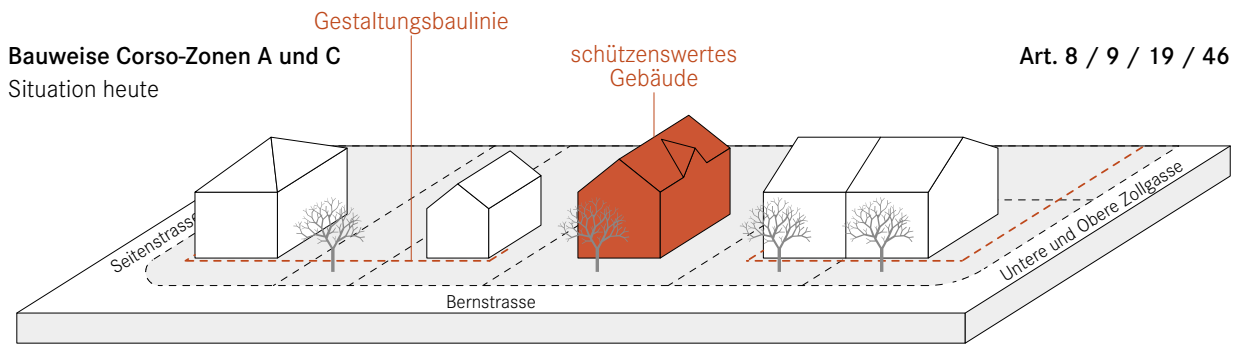 Gestaltungsbaulinie
Bauweise Corso-Zonen A und C
schützenswertes
Gebäude
Art. 8 / 9 / 19 / 46
Situation heute
Seitenstrasse
Untere und Obere Zollgasse
Bernstrasse